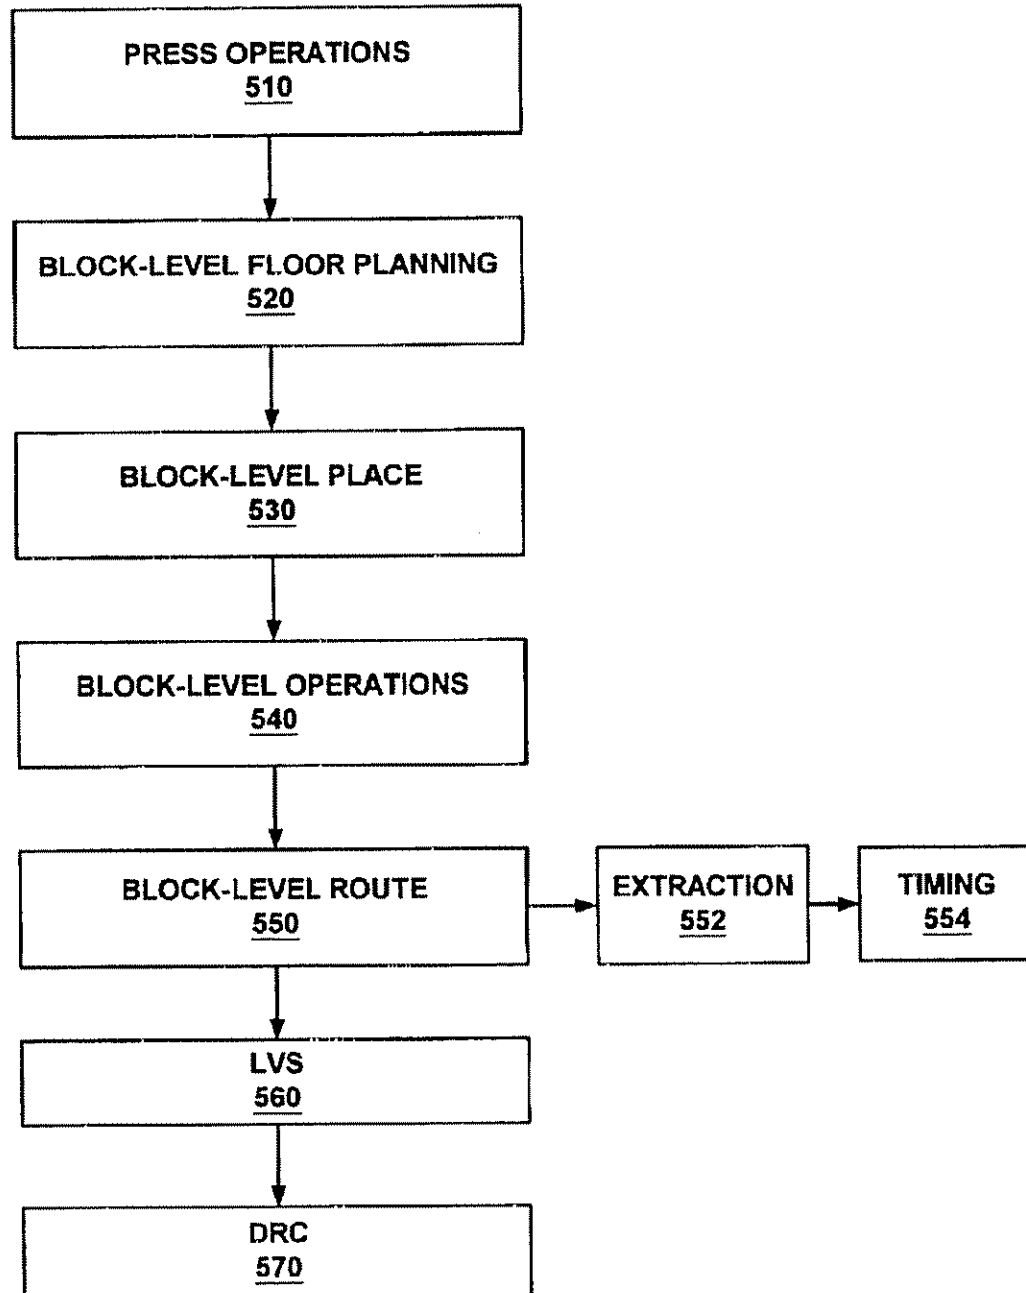 PRESS OPERATIONS
510
BLOCK-LEVEL FLOOR PLANNING
520
BLOCK-LEVEL PLACE
530
BLOCK-LEVEL OPERATIONS
540
BLOCK-LEVEL ROUTE
550
EXTRACTION
552
TIMING
554
LVS
560
DRC
570